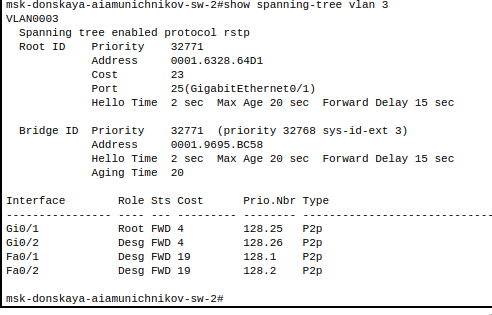 msk-donskaya-aiamunichnikov-sw-2#show spanning-tree vlan 3
VLAN0003
  Spanning tree enabled protocol rstp
  Root ID    Priority    32771
             Address     0001.6328.64D1
             Cost        23
             Port        25(GigabitEthernet0/1)
             Hello Time  2 sec  Max Age 20 sec  Forward Delay 15 sec

  Bridge ID  Priority    32771  (priority 32768 sys-id-ext 3)
             Address     0001.9695.BC58
             Hello Time  2 sec  Max Age 20 sec  Forward Delay 15 sec
             Aging Time  20

Interface        Role Sts Cost      Prio.Nbr Type
---------------- ---- --- --------- -------- --------------------------------
Gi0/1            Root FWD 4         128.25   P2p
Gi0/2            Desg FWD 4         128.26   P2p
Fa0/1            Desg FWD 19        128.1    P2p
Fa0/2            Desg FWD 19        128.2    P2p

msk-donskaya-aiamunichnikov-sw-2#